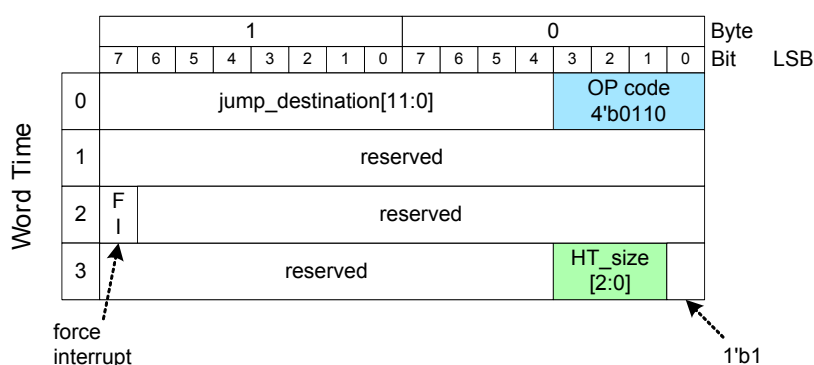 1 0 Byte
7 6 5 4 3 2 1 0 7 6 5 4 3 2 1 0 Bit LSB
Word Time
0 jump_destination[11:0] OP code
4'b0110
1 reserved
2 F
I reserved
3 reserved HT_size
[2:0]
force
interrupt
1'b1